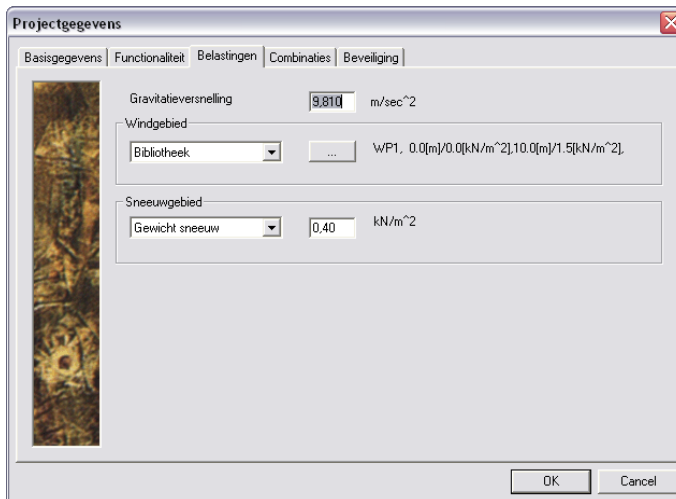 Projectgegevens
Basisgegevens Functionaliteit Belastingen Combinaties Beveiliging
Gravitatieversnelling 9.810 m/sec^2
Windgebied
Bibliotheek ... WP1, 0.0[m]/0.0[kN/m^2],10.0[m]/1.5[kN/m^2],
Sneeuwgebied
Gewicht sneeuw 0,40 kN/m^2
OK Cancel